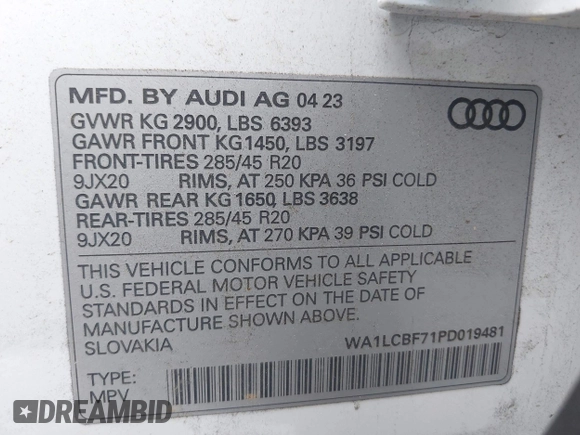 MFD. BY AUDI AG 04 23
GVWR KG 2900, LBS 6393
GAWR FRONT KG1450, LBS 3197
FRONT-TIRES 285/45 R20
9JX20 RIMS, AT 250 KPA 36 PSI COLD
GAWR REAR KG 1650, LBS 3638
REAR-TIRES 285/45 R20
9JX20 RIMS, AT 270 KPA 39 PSI COLD
THIS VEHICLE CONFORMS TO ALL APPLICABLE
U.S. FEDERAL MOTOR VEHICLE SAFETY
STANDARDS IN EFFECT ON THE DATE OF
MANUFACTURE SHOWN ABOVE.
SLOVAKIA WA1LCBF71PD019481
TYPE:
MPV
DREAMBID